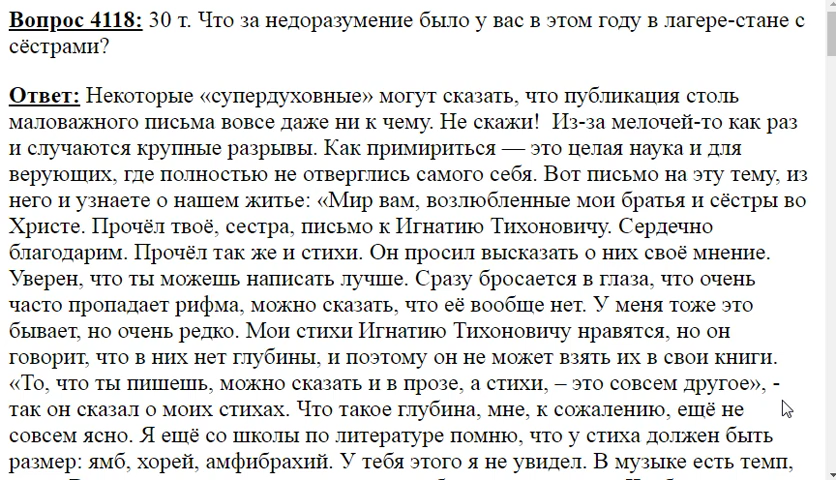 Вопрос 4118: 30 т. Что за недоразумение было у вас в этом году в лагере-стане с
сёстрами?
Ответ: Некоторые «супердуховные» могут сказать, что публикация столь
маловажного письма вовсе даже ни к чему. Не скажи! Из-за мелочей-то как раз
и случаются крупные разрывы. Как примириться — это целая наука и для
верующих, где полностью не отверглись самого себя. Вот письмо на эту тему, из
него и узнаете о нашем житье: «Мир вам, возлюбленные мои братья и сёстры во
Христе. Прочёл твоё, сестра, письмо к Игнатию Тихоновичу. Сердечно
благодарим. Прочёл так же и стихи. Он просил высказать о них своё мнение.
Уверен, что ты можешь написать лучше. Сразу бросается в глаза, что очень
часто пропадает рифма, можно сказать, что её вообще нет. У меня тоже это
бывает, но очень редко. Мои стихи Игнатию Тихоновичу нравятся, но он
говорит, что в них нет глубины, и поэтому он не может взять их в свои книги.
«То, что ты пишешь, можно сказать и в прозе, а стихи, – это совсем другое», -
так он сказал о моих стихах. Что такое глубина, мне, к сожалению, ещё не
совсем ясно. Я ещё со школы по литературе помню, что у стиха должен быть
размер: ямб, хорей, амфибрахий. У тебя этого я не увидел. В музыке есть темп,